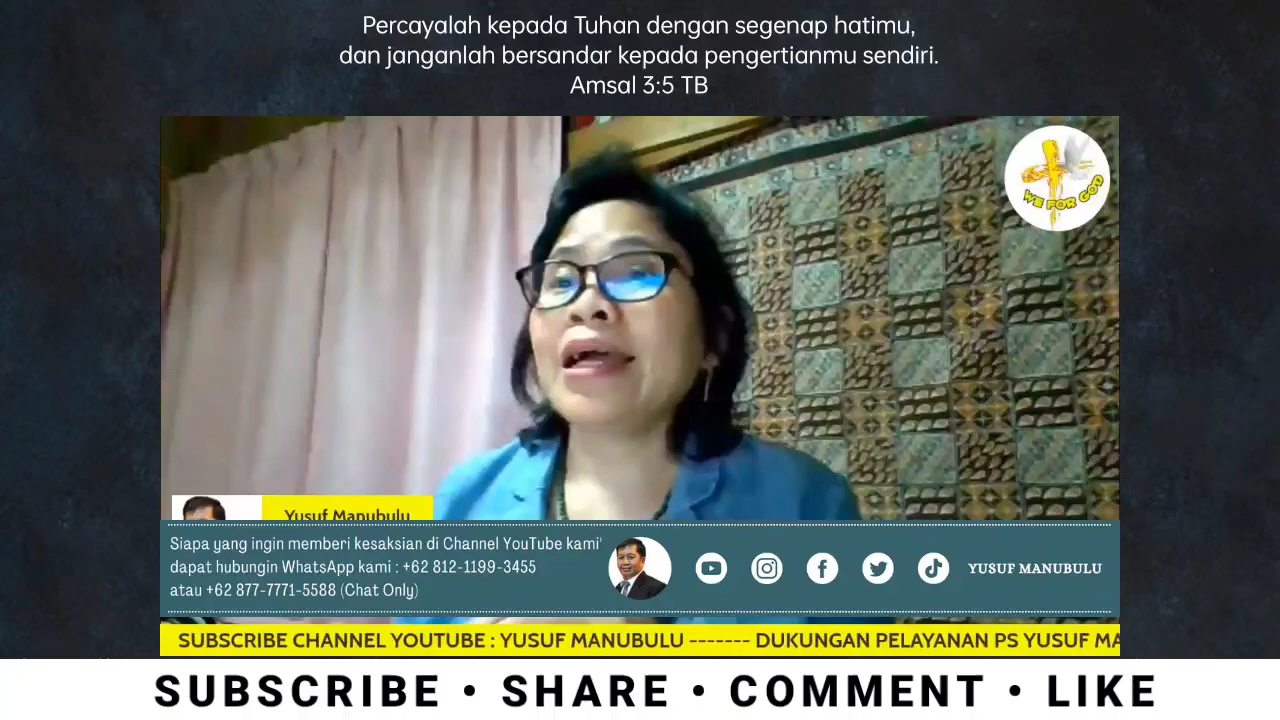 Percayalah kepada Tuhan dengan segenap hatimu,
dan janganlah bersandar kepada pengertianmu sendiri.
Amsal 3:5 TB
WE FOR GOD
Yusuf Manubulu
Siapa yang ingin memberi kesaksian di Channel YouTube kami'
dapat hubungin WhatsApp kami : +62 812-1199-3455
atau +62 877-7771-5588 (Chat Only)
YUSUF MANUBULU
SUBSCRIBE CHANNEL YOUTUBE : YUSUF MANUBULU ------- DUKUNGAN PELAYANAN PS YUSUF MA
SUBSCRIBE • SHARE • COMMENT • LIKE